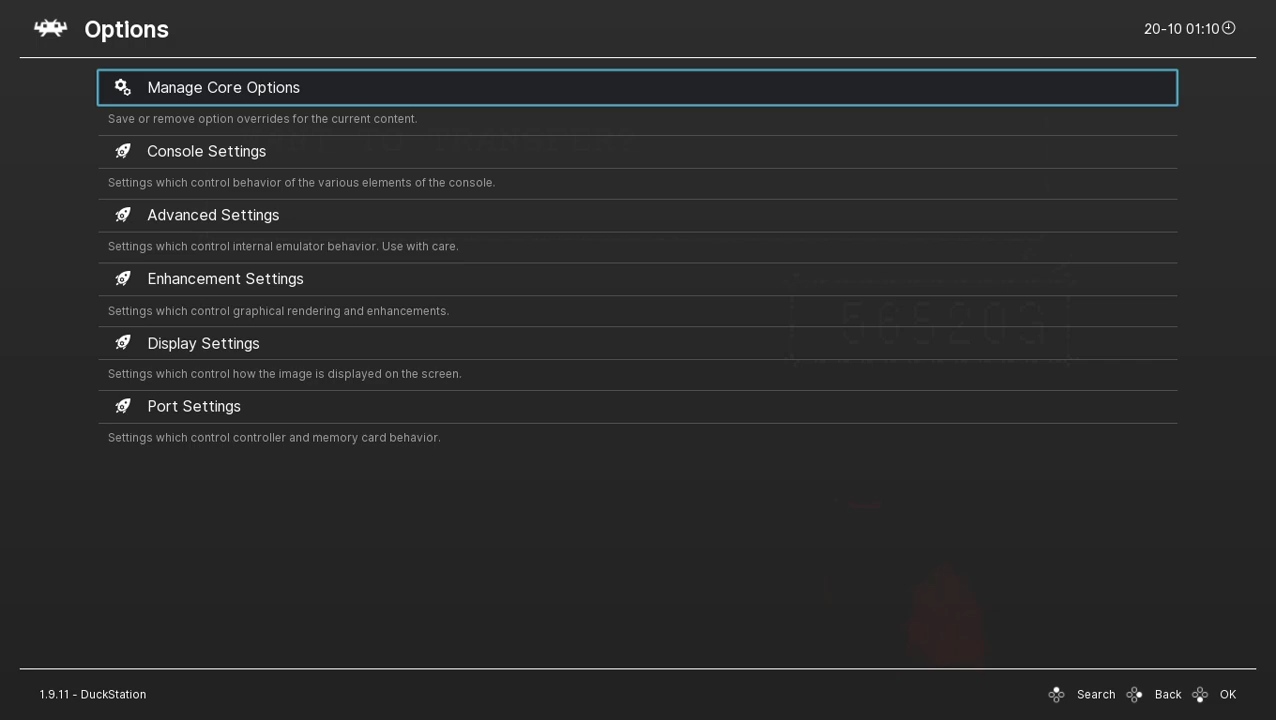 Options
20-10 01:10
Manage Core Options
Save or remove option overrides for the current content.
TO TRANSFER?
Console Settings
Settings which control behavior of the various elements of the console.
Advanced Settings
Settings which control internal emulator behavior. Use with care.
Enhancement Settings
Settings which control graphical rendering and enhancements.
565203
Display Settings
Settings which control how the image is displayed on the screen.
Port Settings
Settings which control controller and memory card behavior.
1.9.11 - DuckStation
Search Back OK